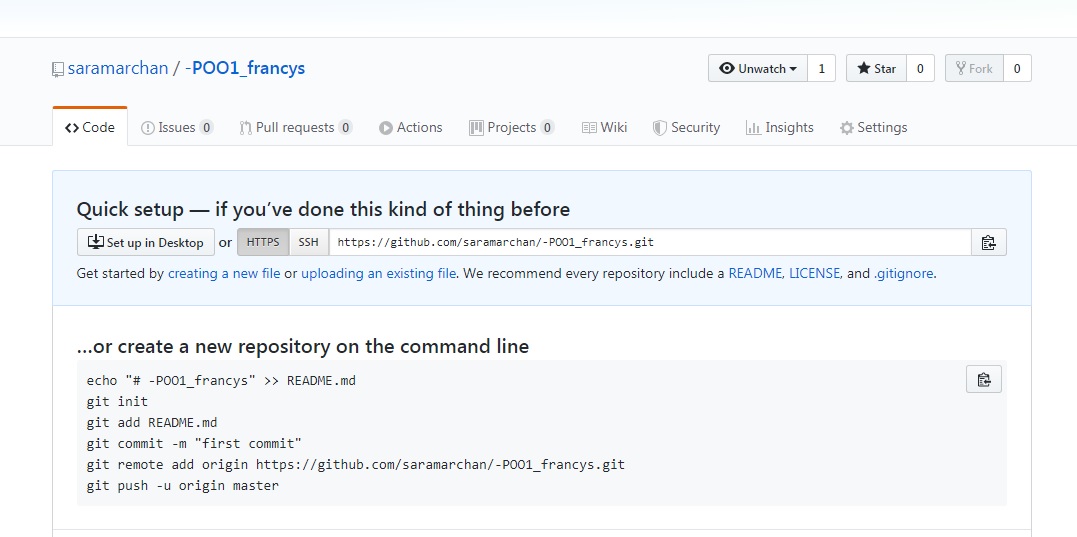 saramarchan / -POO1_francys
Unwatch 1 Star 0 Fork 0
Code Issues 0 Pull requests 0 Actions Projects 0 Wiki Security Insights Settings
Quick setup — if you’ve done this kind of thing before
Set up in Desktop or HTTPS SSH https://github.com/saramarchan/-POO1_francys.git
Get started by creating a new file or uploading an existing file. We recommend every repository include a README, LICENSE, and .gitignore.
…or create a new repository on the command line
echo "# -POO1_francys" >> README.md
git init
git add README.md
git commit -m "first commit"
git remote add origin https://github.com/saramarchan/-POO1_francys.git
git push -u origin master